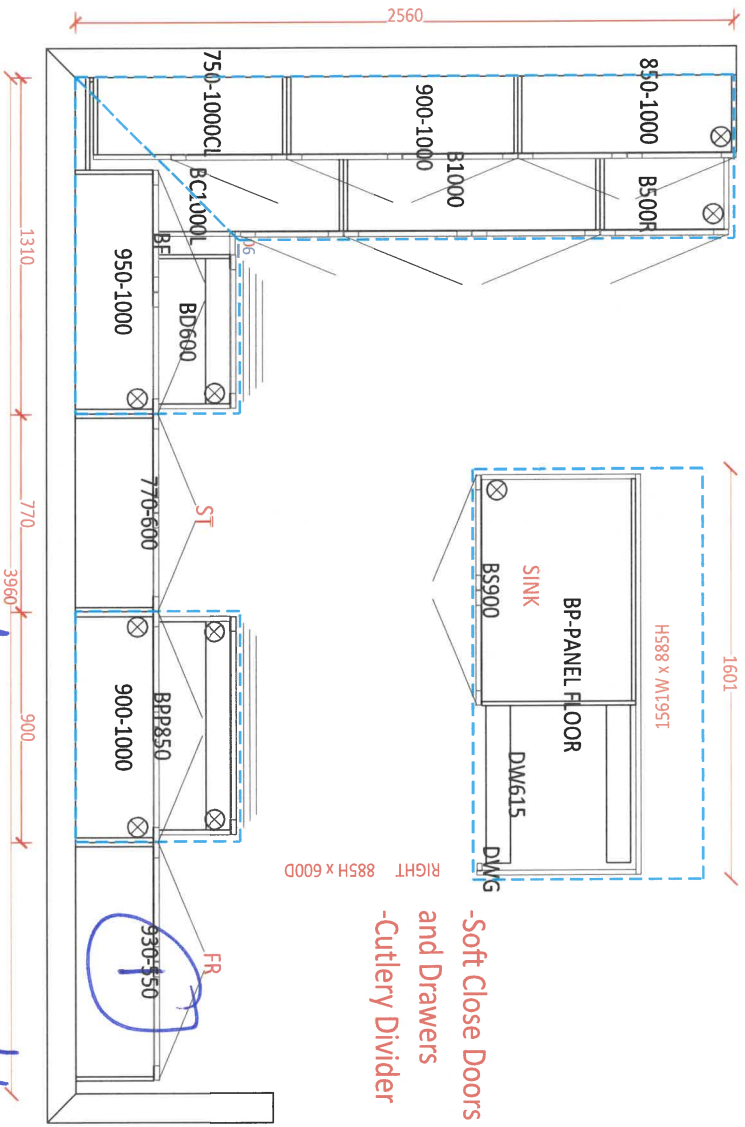 2560
750-1000CL
900-1000
850-1000
BC1000L
B1000
B500R
1310
950-1000
BF
BD600
90
770
770-600
ST
3960
900
900-1000
BPP850
930-550
FR
1601
1561W x 885H
SINK
BS900
BP-PANEL FLOOR
DW615
DWG
RIGHT 885H x 600D
-Soft Close Doors
and Drawers
-Cutlery Divider